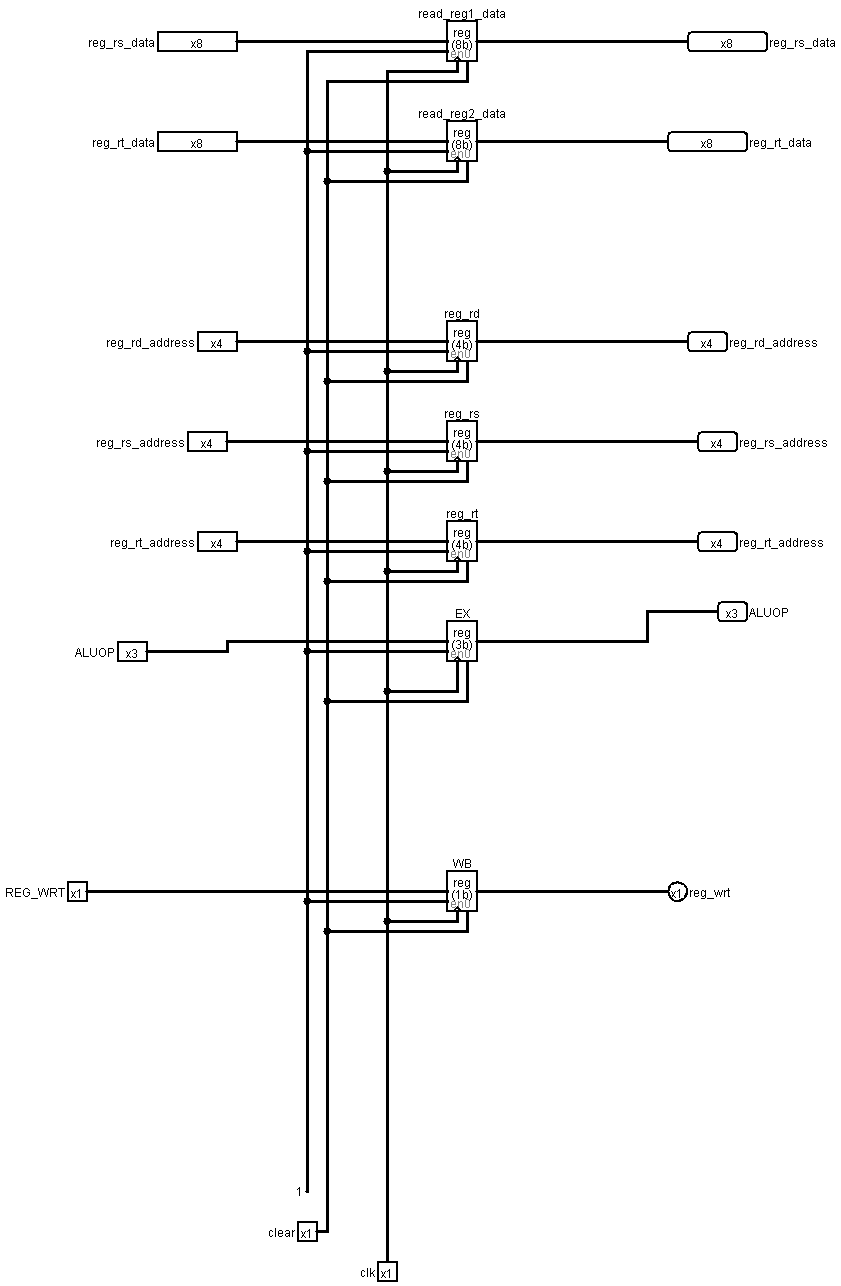 read_reg1_data
reg_rs_data x8 reg (8b) en0 x8 reg_rs_data
read_reg2_data
reg_rt_data x8 reg (8b) en0 x8 reg_rt_data
reg_rd
reg_rd_address x4 reg (4b) en0 x4 reg_rd_address
reg_rs
reg_rs_address x4 reg (4b) en0 x4 reg_rs_address
reg_rt
reg_rt_address x4 reg (4b) en0 x4 reg_rt_address
EX
ALUOP x3 reg (3b) en0 x3 ALUOP
WB
REG_WRT x1 reg (1b) en0 x1 reg_wrt
1
clear x1
clk x1